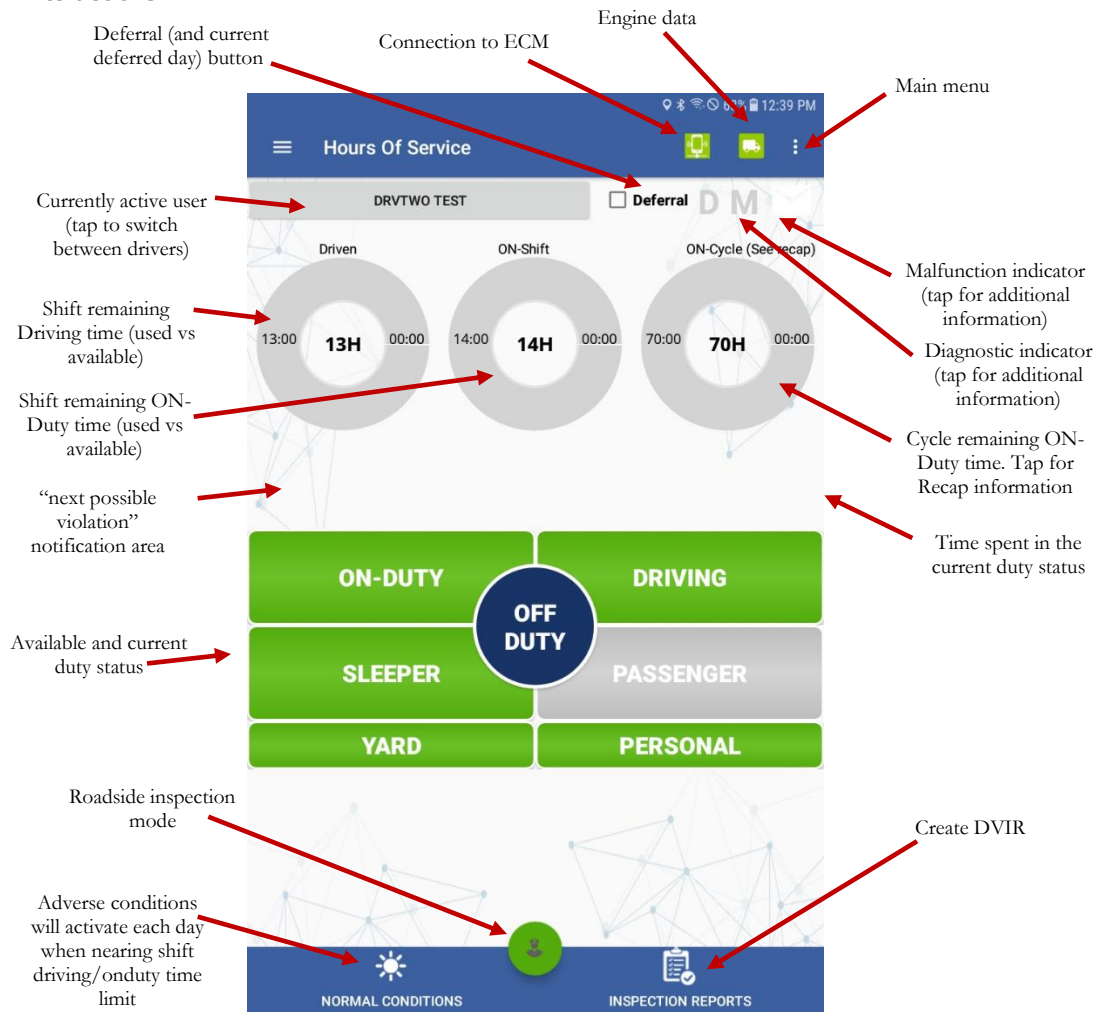 Deferral (and current
deferred day) button
Connection to ECM
Engine data
Main menu
12:39 PM
Hours Of Service
Currently active user
(tap to switch
between drivers)
DRVTWO TEST
Deferral
D M
Driven
ON-Shift
ON-Cycle (See recap)
Malfunction indicator
(tap for additional
information)
Shift remaining
Driving time (used vs
available)
13:00
13H
00:00
14:00
14H
00:00
70:00
70H
00:00
Diagnostic indicator
(tap for additional
information)
Shift remaining ON-
Duty time (used vs
available)
Cycle remaining ON-
Duty time. Tap for
Recap information
“next possible
violation”
notification area
Time spent in the
current duty status
ON-DUTY
DRIVING
OFF
DUTY
Available and current
duty status
SLEEPER
PASSENGER
YARD
PERSONAL
Roadside inspection
mode
Create DVIR
Adverse conditions
will activate each day
when nearing shift
driving/onduty time
limit
NORMAL CONDITIONS
INSPECTION REPORTS